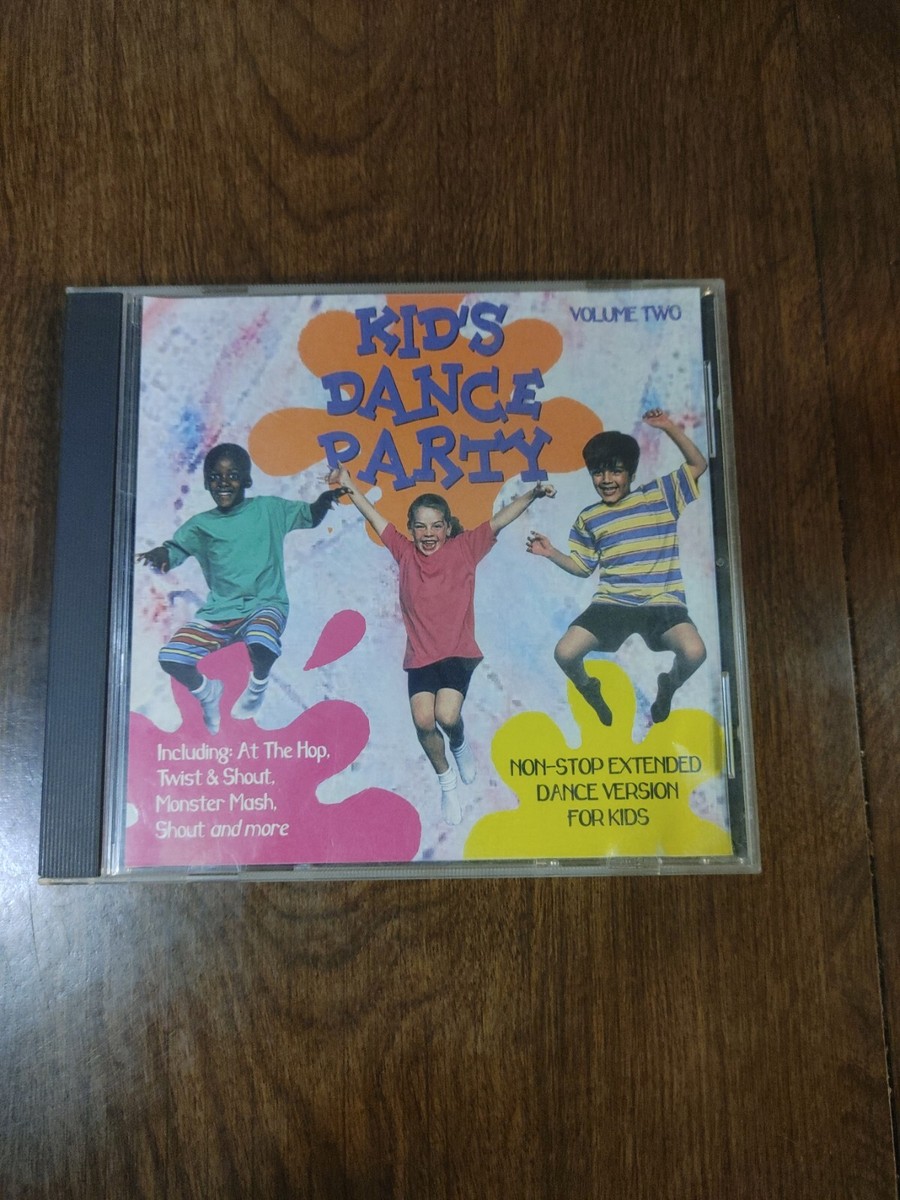 KID'S
DANCE
PARTY
VOLUME TWO
Including: At The Hop,
Twist & Shout,
Monster Mash,
Shout and more
NON-STOP EXTENDED
DANCE VERSION
FOR KIDS